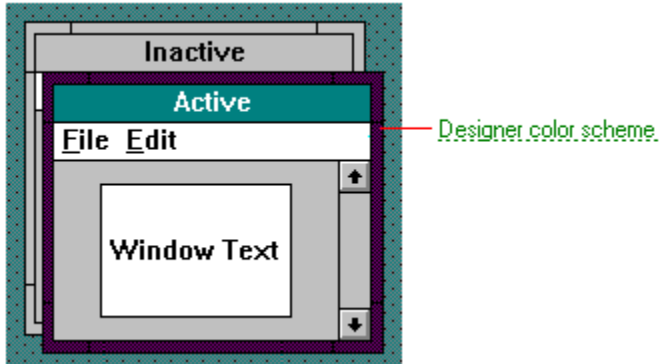 Inactive
Active
File Edit
Designer color scheme
Window Text